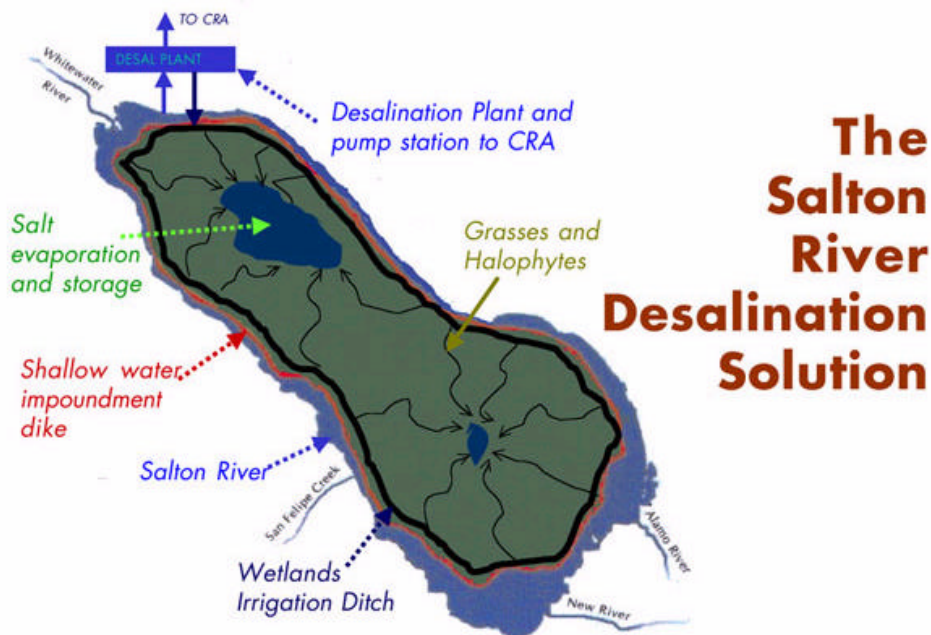 TO CRA
DESAL PLANT
Whitewater
River
Desalination Plant and
pump station to CRA
The
Salton
River
Desalination
Solution
Salt
evaporation
and storage
Grasses and
Halophytes
Shallow water
impoundment
dike
Salton River
San Felipe Creek
Alamo River
Wetlands
Irrigation Ditch
New River